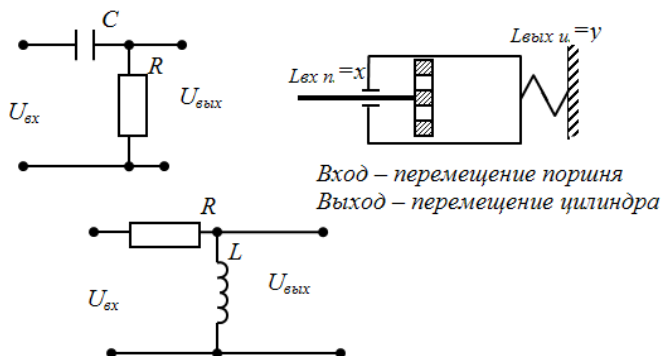 C
R
Uвх
Uвых
Lвх п.=x
Lвых ц.=y
Вход – перемещение поршня
Выход – перемещение цилиндра
R
L
Uвх
Uвых